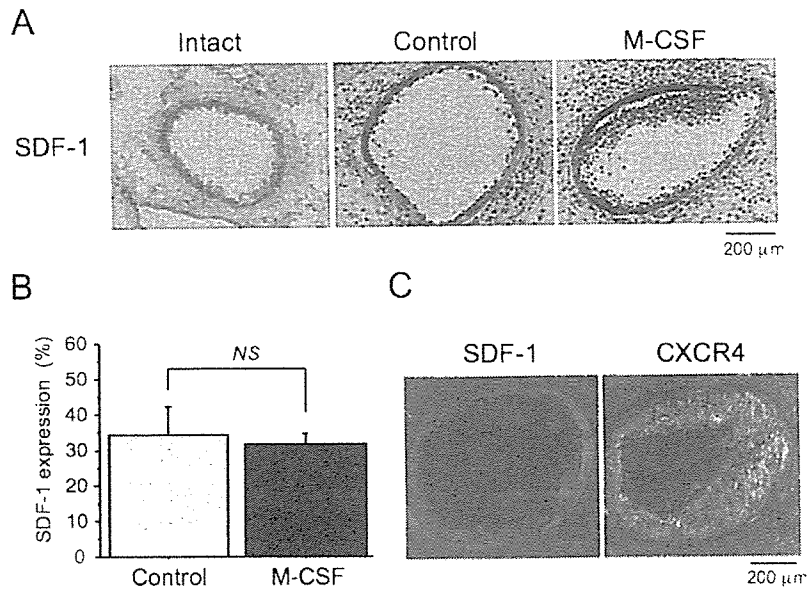 A
Intact
Control
M-CSF
SDF-1
200 μm
B
SDF-1 expression (%)
60
50
40
30
20
10
0
NS
Control
M-CSF
C
SDF-1
CXCR4
200 μm